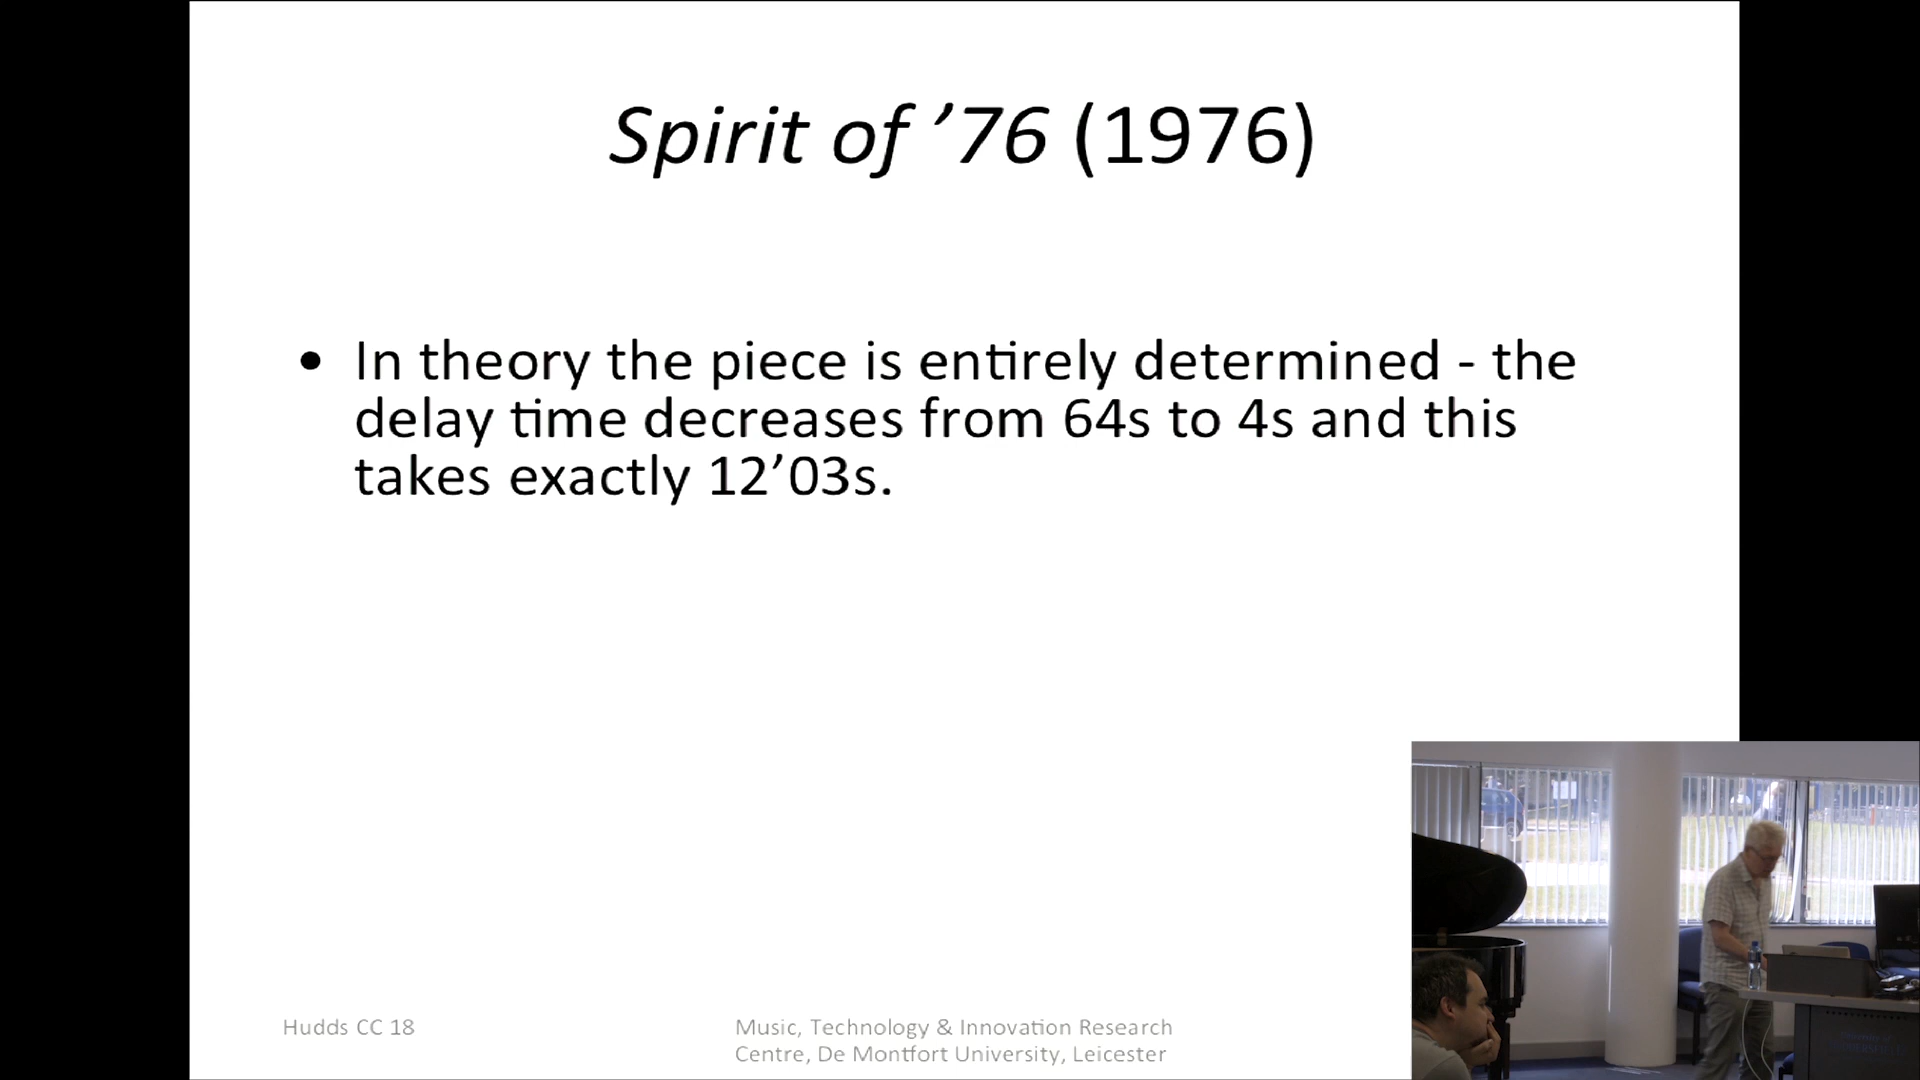 Spirit of ’76 (1976)
• In theory the piece is entirely determined - the
delay time decreases from 64s to 4s and this
takes exactly 12’03s.
Hudds CC 18
Music, Technology & Innovation Research
Centre, De Montfort University, Leicester